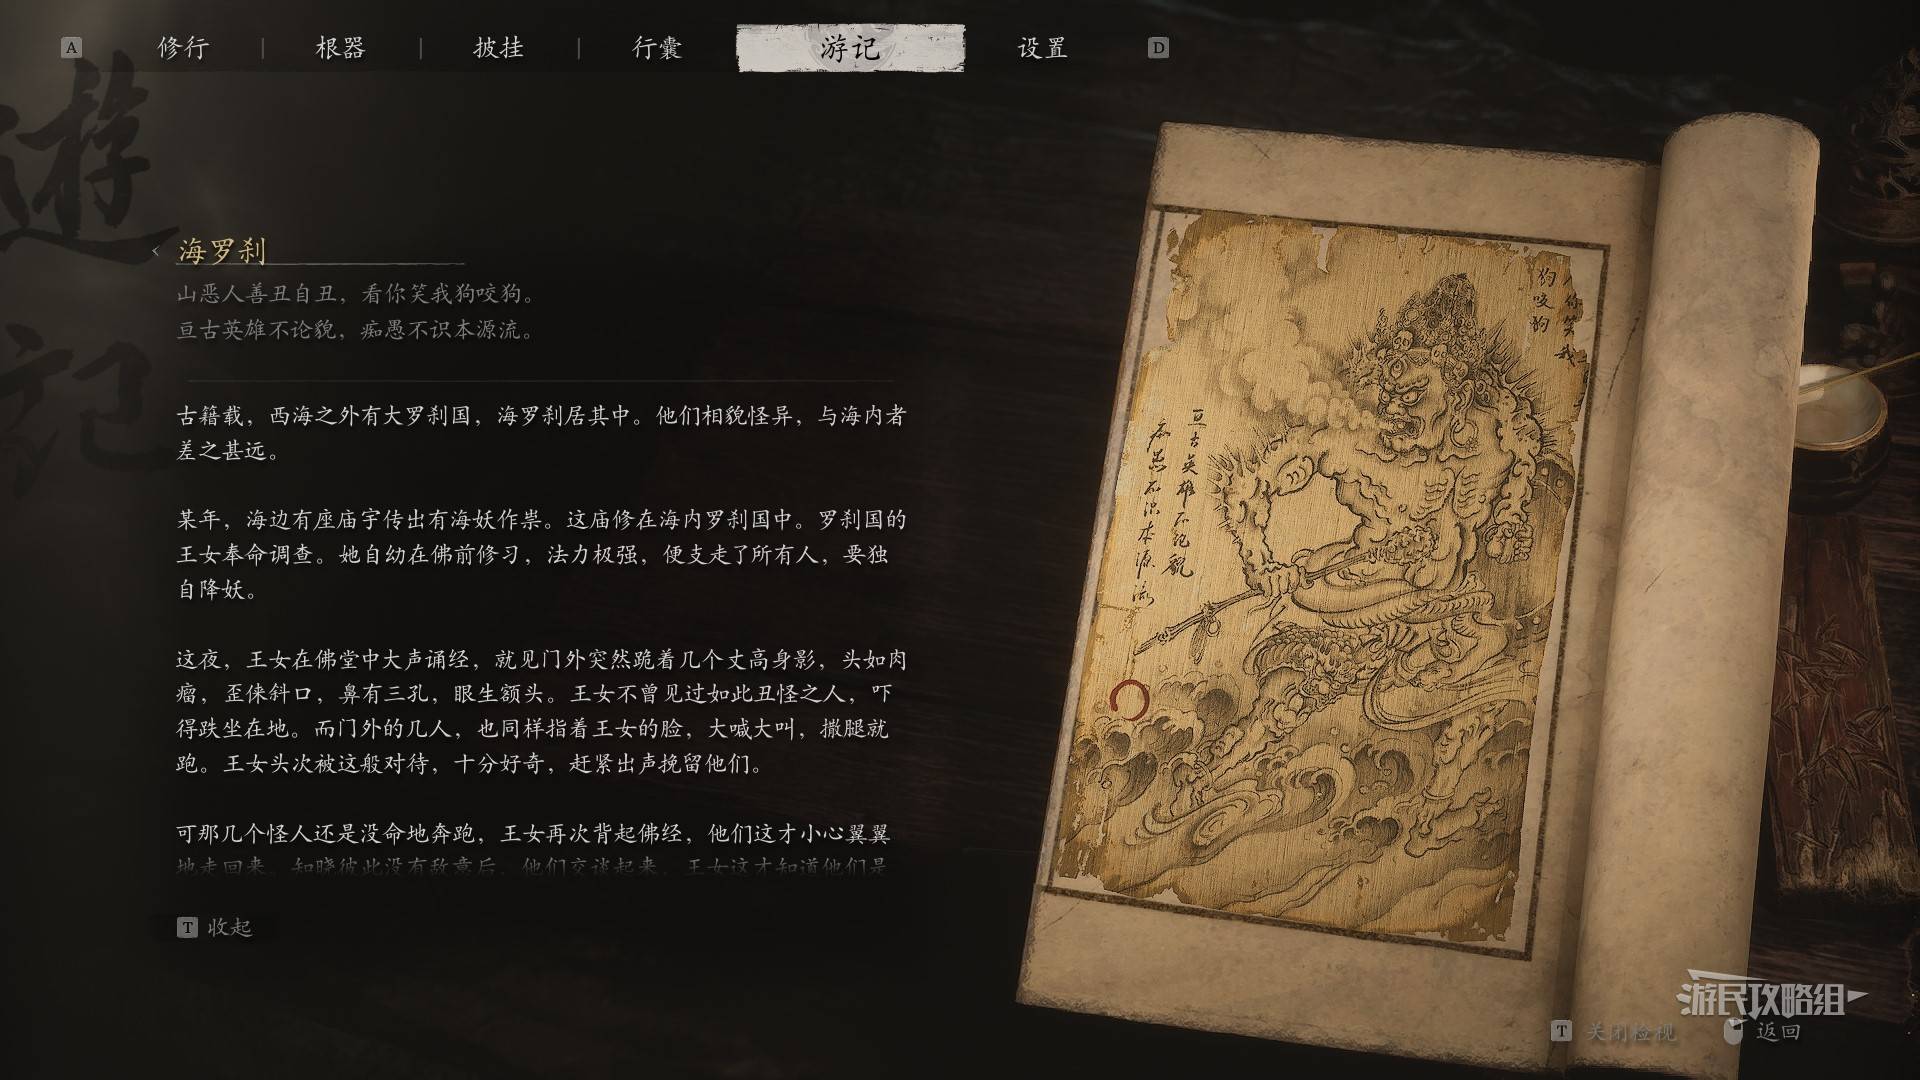 A 修行 | 根器 | 披挂 | 行囊 | 游记 设置 D
遊記
海罗刹
山恶人善丑自丑，看你笑我狗咬狗。
亘古英雄不论貌，痴愚不识本源流。
古籍载，西海之外有大罗刹国，海罗刹居其中。他们相貌怪异，与海内者
差之甚远。
某年，海边有座庙宇传出有海妖作祟。这庙修在海内罗刹国中。罗刹国的
王女奉命调查。她自幼在佛前修习，法力极强，便支走了所有人，要独
自降妖。
这夜，王女在佛堂中大声诵经，就见门外突然跪着几个丈高身影，头如肉
瘤，歪侏斜口，鼻有三孔，眼生额头。王女不曾见过如此丑怪之人，吓
得跌坐在地。而门外的几人，也同样指着王女的脸，大喊大叫，撒腿就
跑。王女头次被这般对待，十分好奇，赶紧出声挽留他们。
可那几个怪人还是没命地奔跑，王女再次背起佛经，他们这才小心翼翼
地走回来。知晓彼此没有敌意后，他们交谈起来，王女这才知道他们是
T 收起
你笑我
狗咬狗
亘古英雄不论貌
痴愚不识本源流
游民攻略组
T 关闭检视 返回